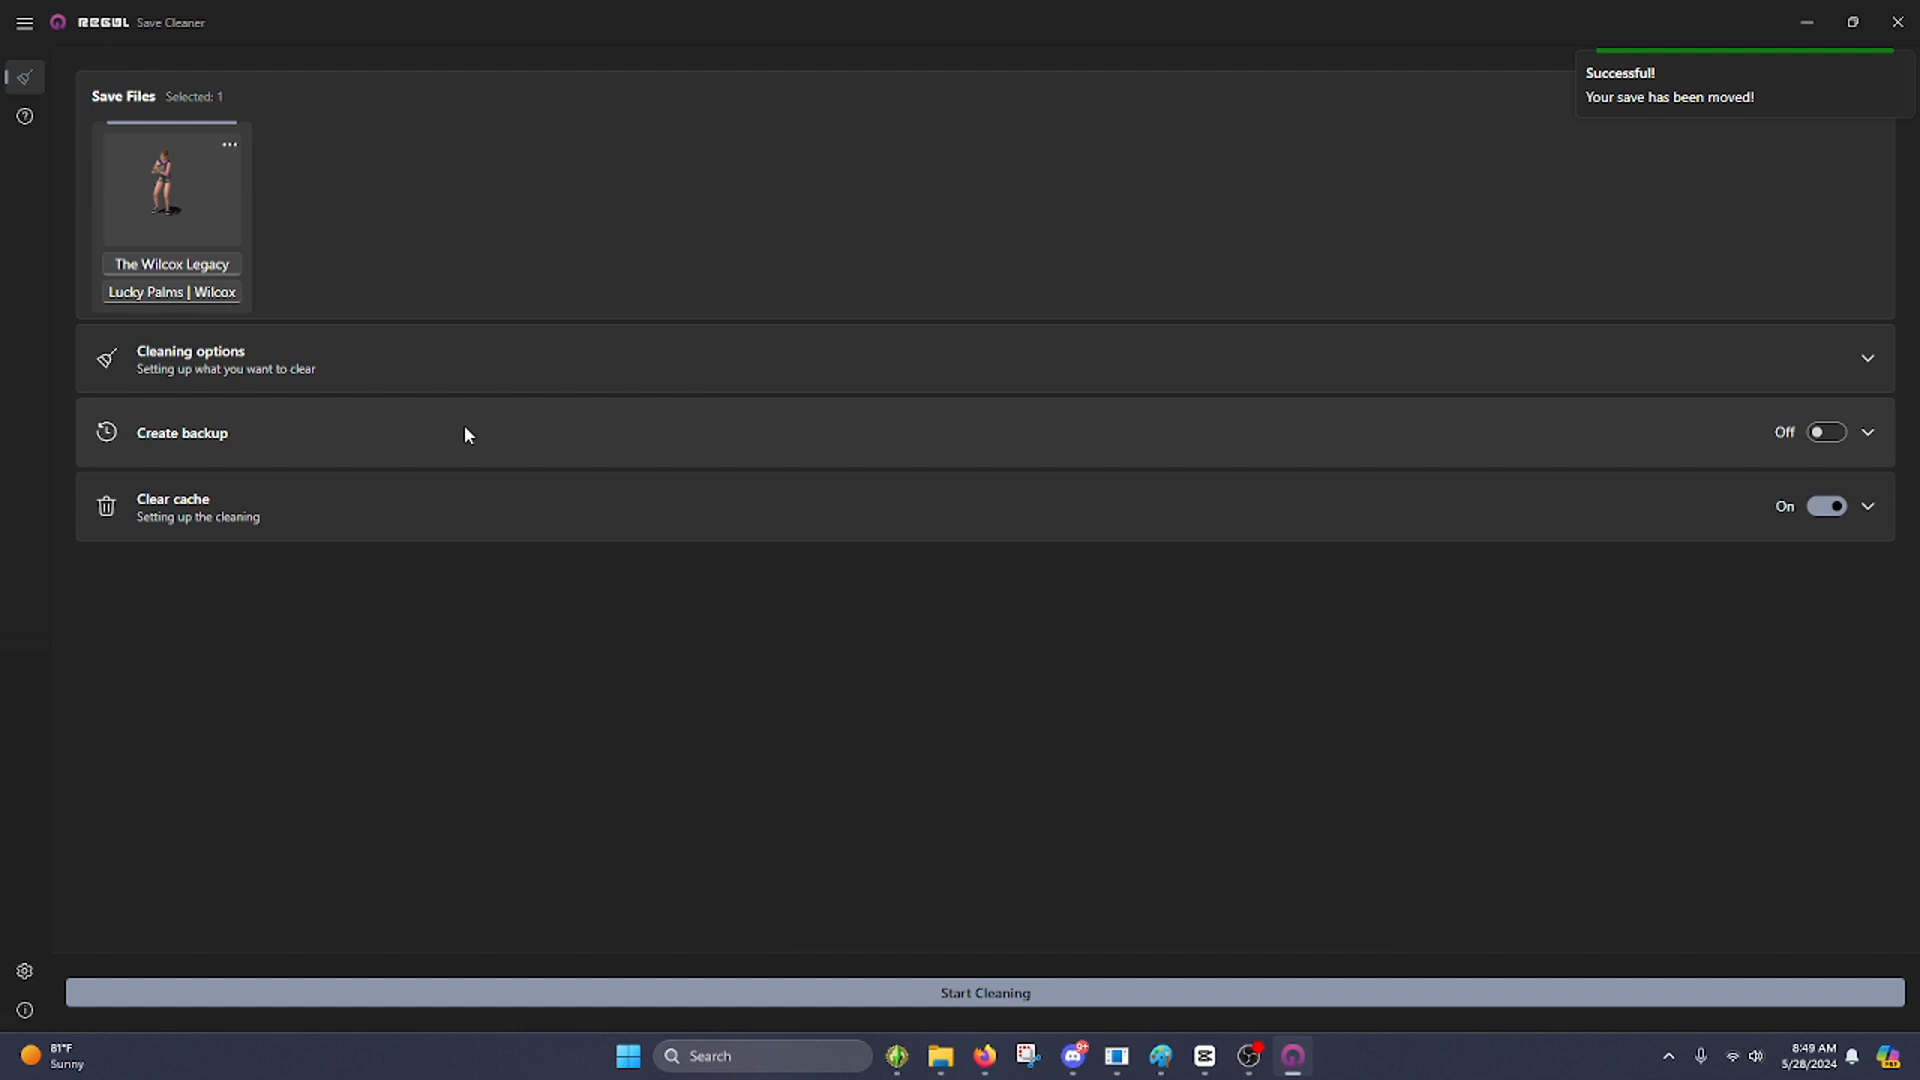 REGUL Save Cleaner
Successful!
Your save has been moved!
Save Files Selected: 1
The Wilcox Legacy
Lucky Palms | Wilcox
Cleaning options
Setting up what you want to clear
Create backup
Off
Clear cache
Setting up the cleaning
On
Start Cleaning
81°F
Sunny
Search
9+
8:49 AM
5/28/2024